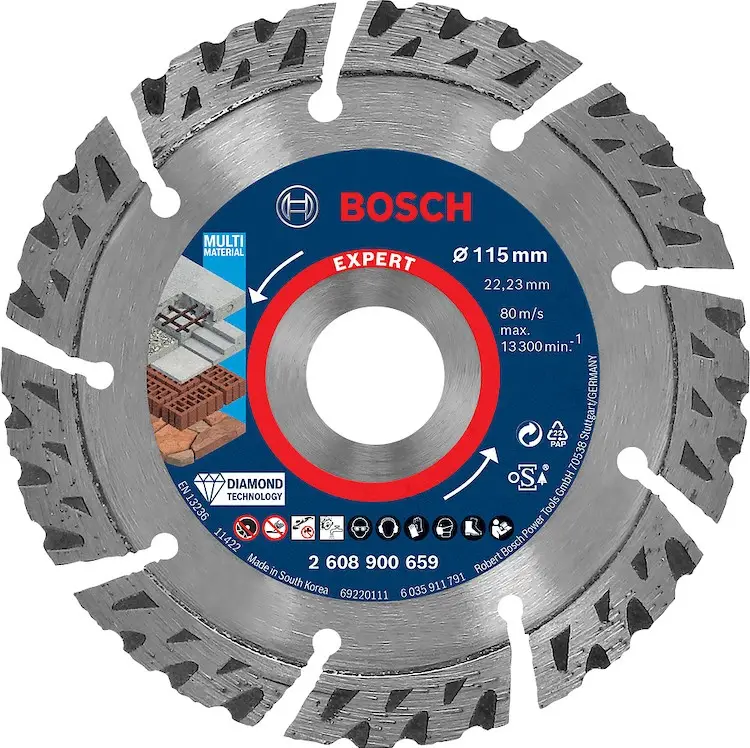 BOSCH
MULTI
MATERIAL
EXPERT
Ø 115 mm
22,23 mm
80 m/s
max.
13 300 min.-1
22
PAP
OSA®
DIAMOND
TECHNOLOGY
EN 13236
11422
Made in South Korea
2 608 900 659
69220111
6 035 911 791
Robert Bosch Power Tools GmbH 70538 Stuttgart/GERMANY